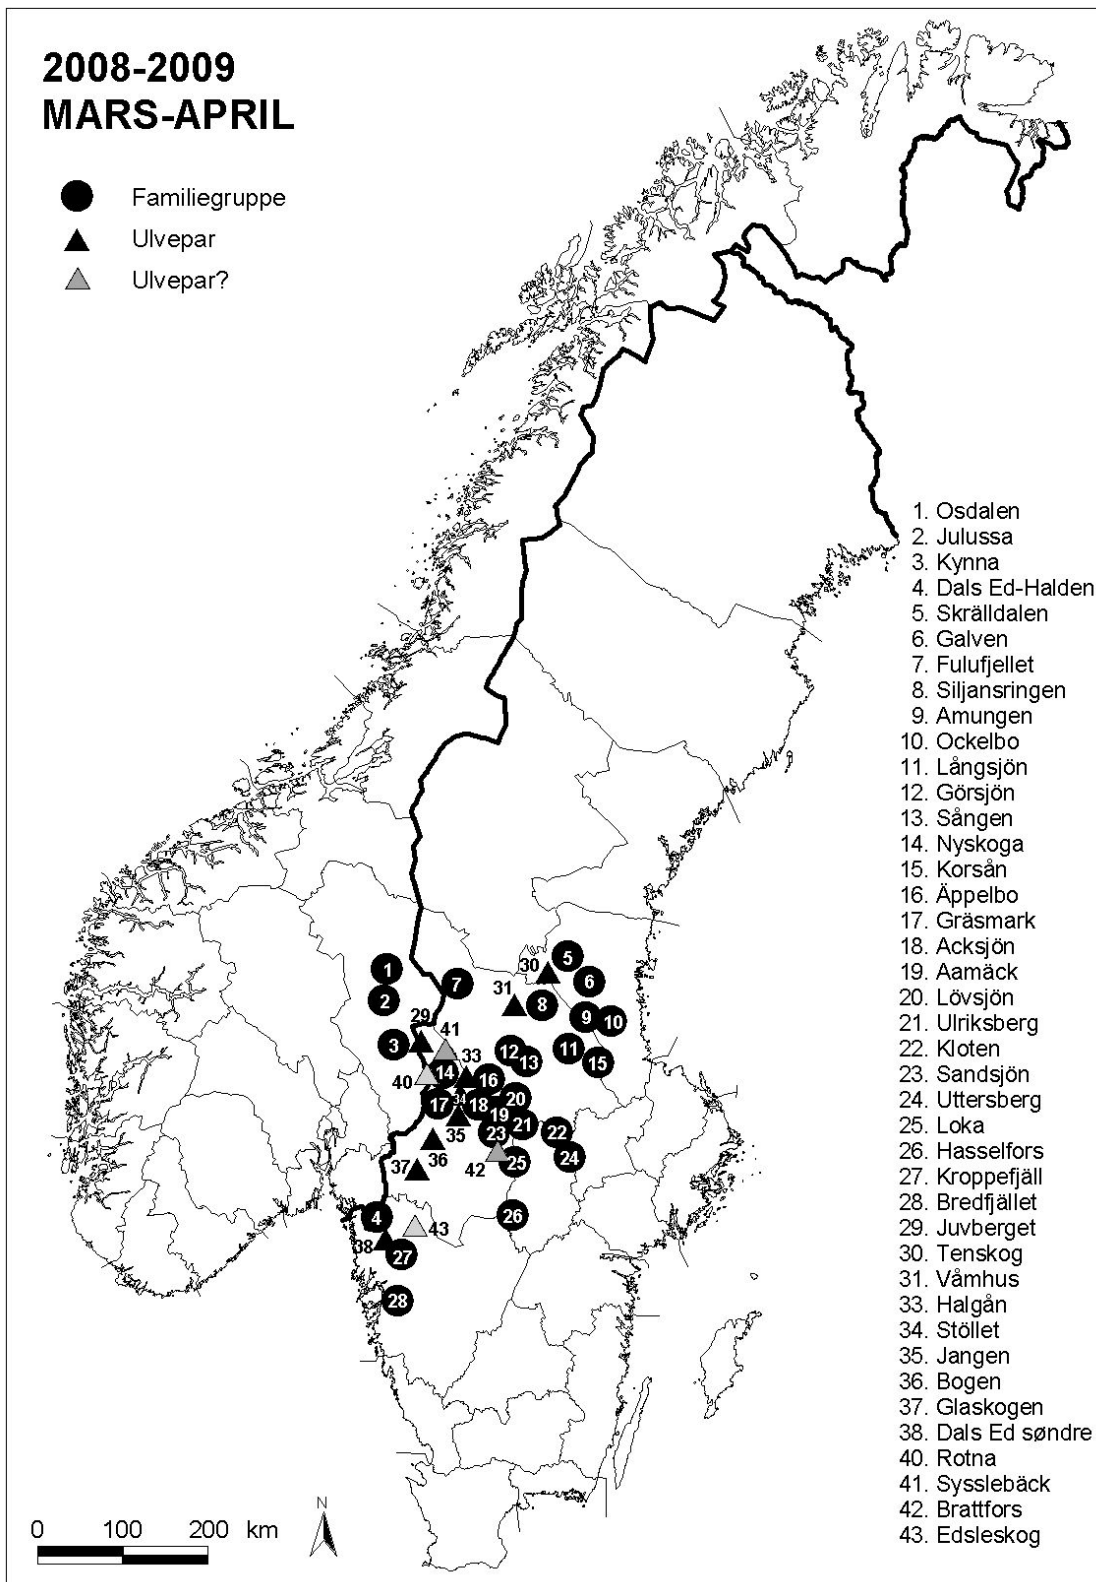 2008-2009
MARS-APRIL
Familiegruppe
Ulvepar
Ulvepar?
1. Osdalen
2. Julussa
3. Kynna
4. Dals Ed-Halden
5. Skrälldalen
6. Galven
7. Fulufjellet
8. Siljansringen
9. Amungen
10. Ockelbo
11. Långsjön
12. Görsjön
13. Sången
14. Nyskoga
15. Korsån
16. Äppelbo
17. Gräsmark
18. Acksjön
19. Aamäck
20. Lövsjön
21. Ulriksberg
22. Kloten
23. Sandsjön
24. Uttersberg
25. Loka
26. Hasselfors
27. Kroppefjäll
28. Bredfjället
29. Juvberget
30. Tenskog
31. Våmhus
33. Halgån
34. Stöllet
35. Jangen
36. Bogen
37. Glaskogen
38. Dals Ed søndre
40. Rotna
41. Sysslebäck
42. Brattfors
43. Edsleskog
30 5
1 7 31 6
2 8
29 9 10
3 41 33 12 13 11 15
40 14 16
17 34 18 19 20
35 23 21 22
36 42 25 24
37
4 43 26
38 27
28
N
0 100 200 km